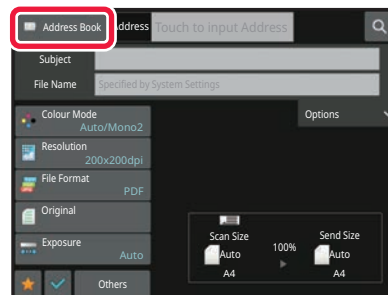 Address Book Address Touch to input Address
Subject
File Name Specified by System Settings
Options
Colour Mode
Auto/Mono2
Resolution
200x200dpi
File Format
PDF
Original
Exposure
Auto
Others
Scan Size
Auto
A4
100%
Send Size
Auto
A4